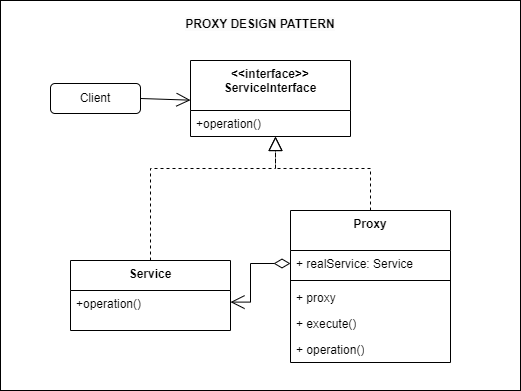 PROXY DESIGN PATTERN
<<interface>>
ServiceInterface
Client
+operation()
Proxy
+ realService: Service
Service
+operation()
+ proxy
+ execute()
+ operation()